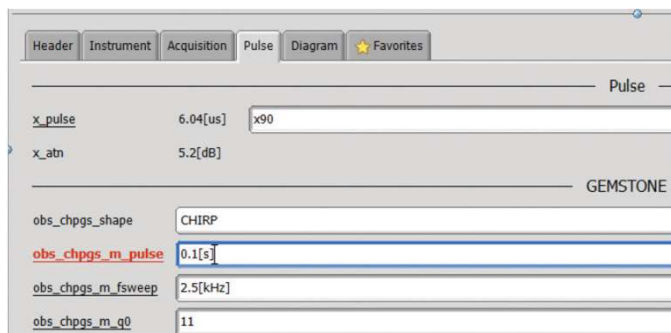 Header Instrument Acquisition Pulse Diagram Favorites
Pulse
x_pulse 6.04[us] x90
x_atn 5.2[dB]
GEMSTONE
obs_chpgs_shape CHIRP
obs_chpgs_m_pulse 0.1[s]
obs_chpgs_m_fsweep 2.5[kHz]
obs_chpgs_m_q0 11